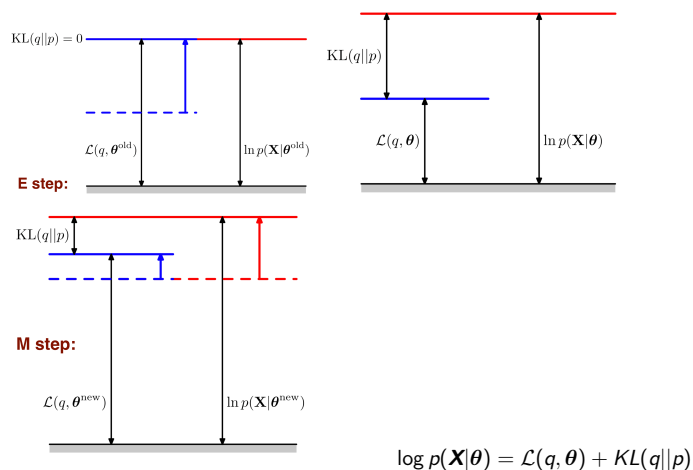 KL(q||p) = 0
ℒ(q, θ^old)
ln p(X|θ^old)
E step:
KL(q||p)
ℒ(q, θ)
ln p(X|θ)
KL(q||p)
M step:
ℒ(q, θ^new)
ln p(X|θ^new)
log p(X|θ) = ℒ(q, θ) + KL(q||p)